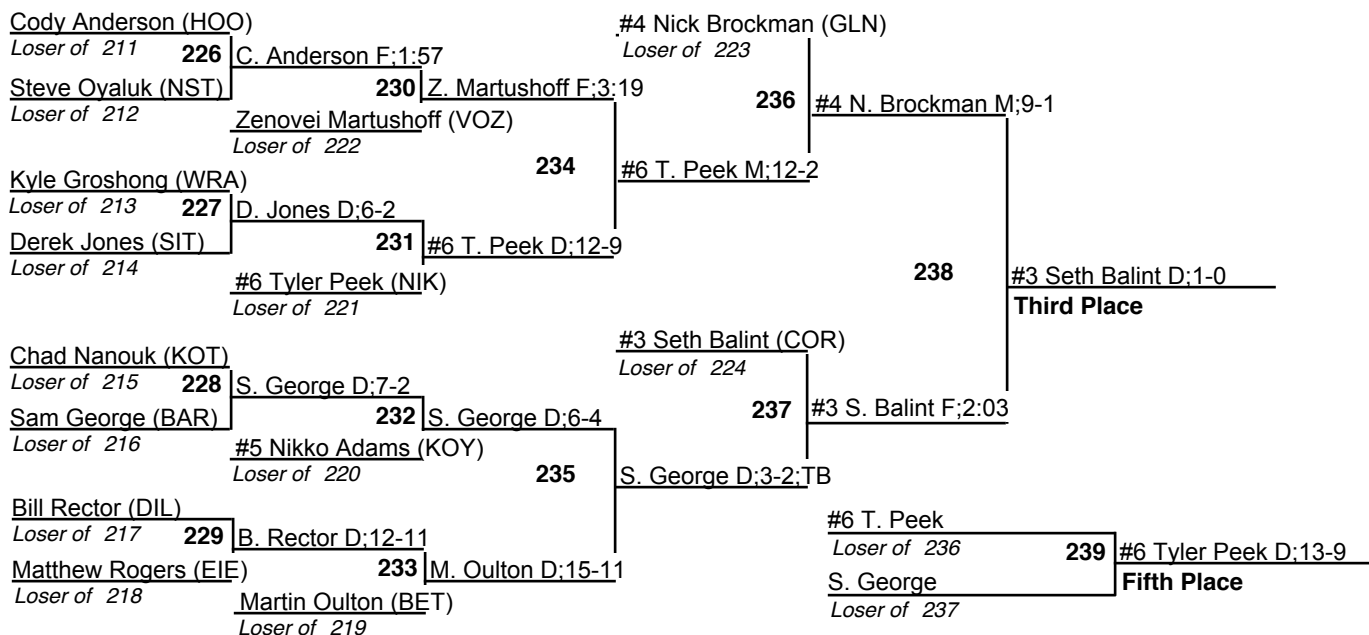 Cody Anderson (HOO)
Loser of 211
226
C. Anderson F;1:57
Steve Oyaluk (NST)
Loser of 212
230
Z. Martushoff F;3:19
Zenovei Martushoff (VOZ)
Loser of 222
234
#6 T. Peek M;12-2
Kyle Groshong (WRA)
Loser of 213
227
D. Jones D;6-2
Derek Jones (SIT)
Loser of 214
231
#6 T. Peek D;12-9
#6 Tyler Peek (NIK)
Loser of 221
Chad Nanouk (KOT)
Loser of 215
228
S. George D;7-2
Sam George (BAR)
Loser of 216
232
S. George D;6-4
#5 Nikko Adams (KOY)
Loser of 220
235
S. George D;3-2;TB
Bill Rector (DIL)
Loser of 217
229
B. Rector D;12-11
Matthew Rogers (EIE)
Loser of 218
233
M. Oulton D;15-11
Martin Oulton (BET)
Loser of 219
#4 Nick Brockman (GLN)
Loser of 223
236
#4 N. Brockman M;9-1
238
#3 Seth Balint D;1-0
Third Place
#3 Seth Balint (COR)
Loser of 224
237
#3 S. Balint F;2:03
#6 T. Peek
Loser of 236
239
#6 Tyler Peek D;13-9
Fifth Place
S. George
Loser of 237